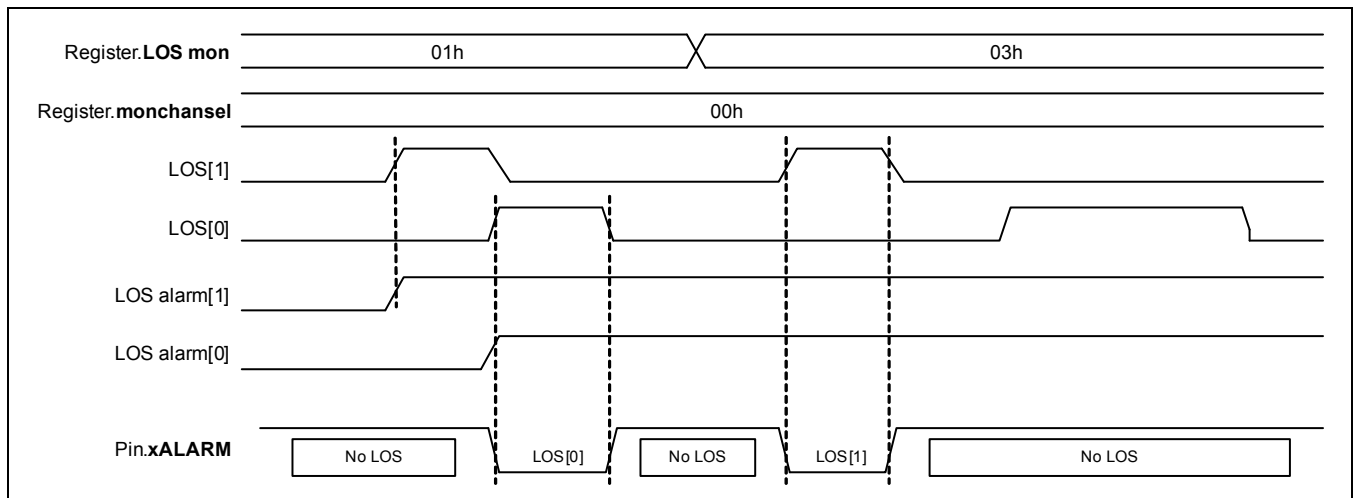 Register.LOS mon 01h 03h
Register.monchansel 00h
LOS[1]
LOS[0]
LOS alarm[1]
LOS alarm[0]
Pin.xALARM No LOS LOS[0] No LOS LOS[1] No LOS